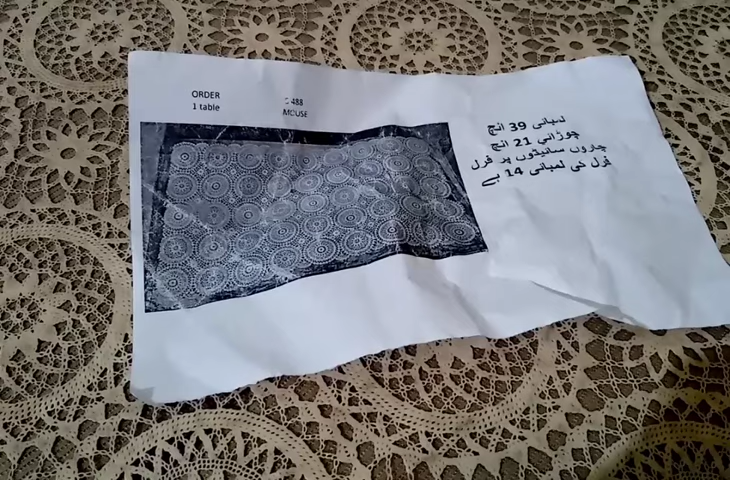 ORDER
1 table
488
MOUSE
لمبائی 39 انچ
چوڑائی 21 انچ
چاروں سائیڈوں پر فرل
فرل کی لمبائی 14 ہے